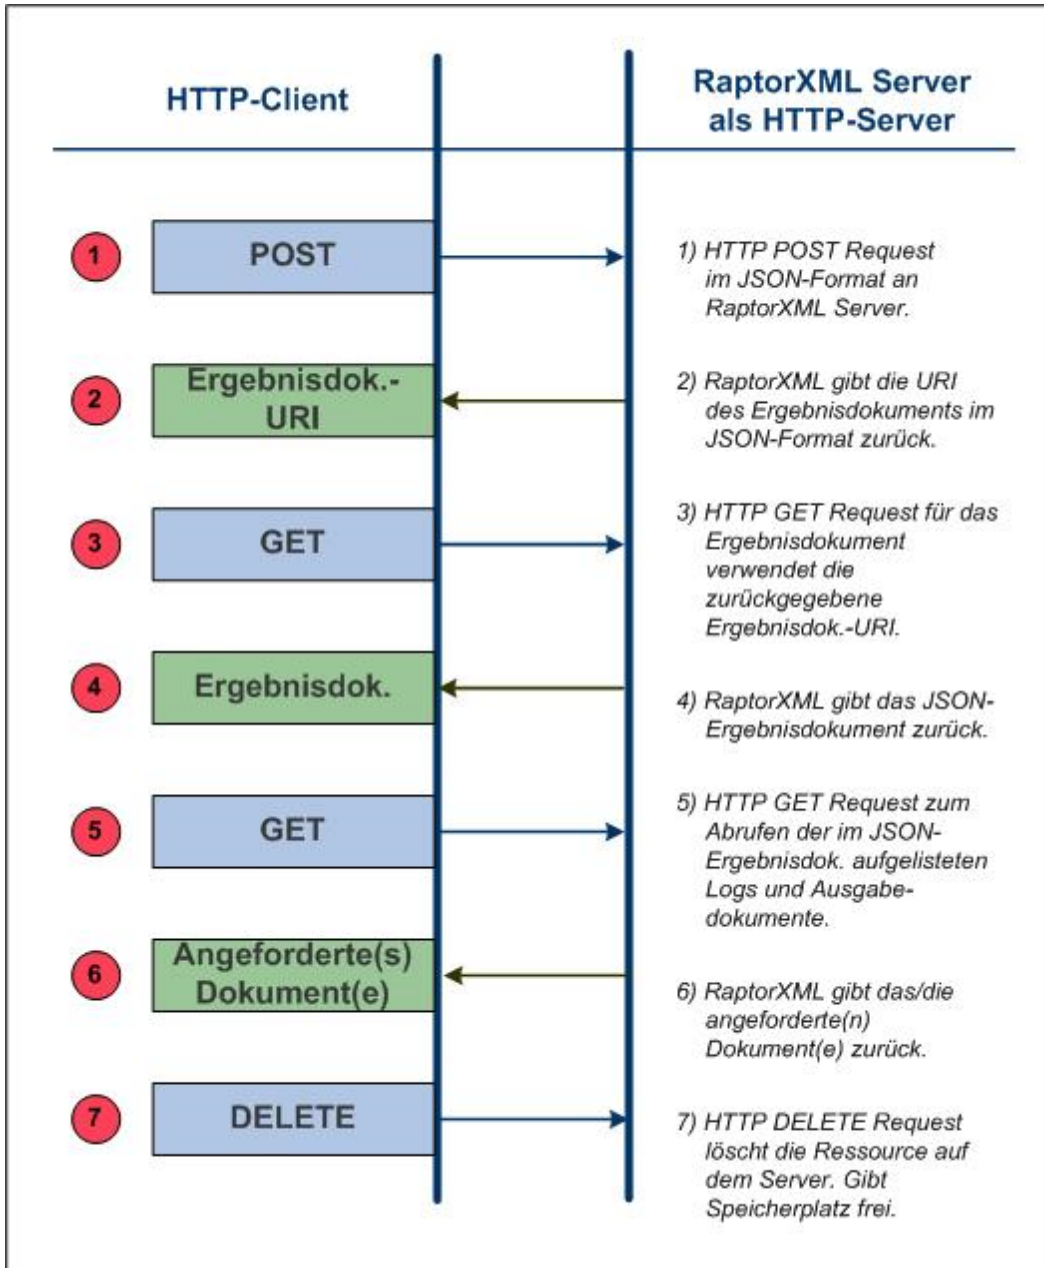 HTTP-Client
RaptorXML Server
als HTTP-Server
1
POST
1) HTTP POST Request
im JSON-Format an
RaptorXML Server.
2
Ergebnisdok.-
URI
2) RaptorXML gibt die URI
des Ergebnisdokuments im
JSON-Format zurück.
3
GET
3) HTTP GET Request für das
Ergebnisdokument
verwendet die
zurückgegebene
Ergebnisdok.-URI.
4
Ergebnisdok.
4) RaptorXML gibt das JSON-
Ergebnisdokument zurück.
5
GET
5) HTTP GET Request zum
Abrufen der im JSON-
Ergebnisdok. aufgelisteten
Logs und Ausgabe-
dokumente.
6
Angeforderte(s)
Dokument(e)
6) RaptorXML gibt das/die
angeforderte(n)
Dokument(e) zurück.
7
DELETE
7) HTTP DELETE Request
löscht die Ressource auf
dem Server. Gibt
Speicherplatz frei.